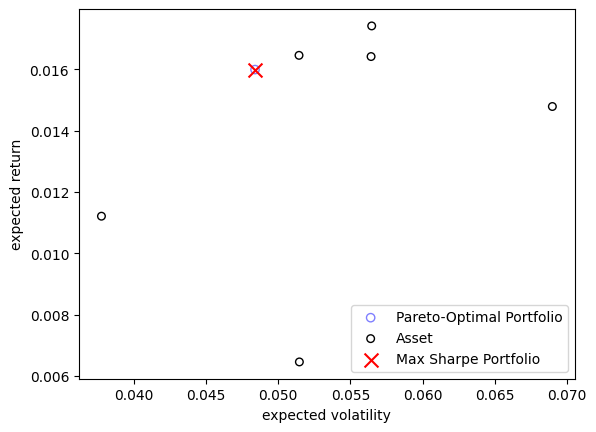 expected return
0.016
0.014
0.012
0.010
0.008
0.006
0.040
0.045
0.050
0.055
0.060
0.065
0.070
expected volatility
Pareto-Optimal Portfolio
Asset
Max Sharpe Portfolio